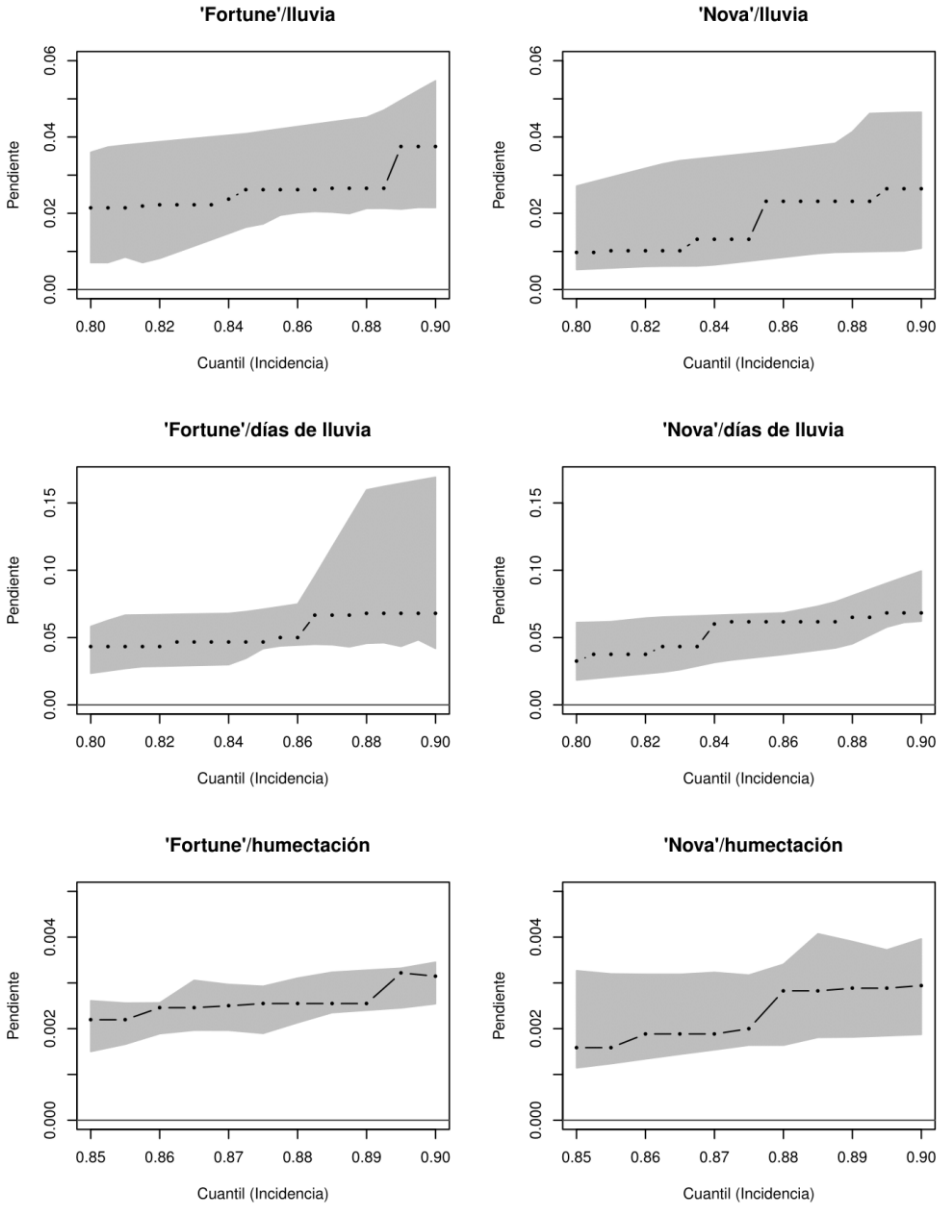 'Fortune'/lluvia
Pendiente
0.00 0.02 0.04 0.06
0.80 0.82 0.84 0.86 0.88 0.90
Cuantil (Incidencia)
'Nova'/lluvia
Pendiente
0.00 0.02 0.04 0.06
0.80 0.82 0.84 0.86 0.88 0.90
Cuantil (Incidencia)
'Fortune'/días de lluvia
Pendiente
0.00 0.05 0.10 0.15
0.80 0.82 0.84 0.86 0.88 0.90
Cuantil (Incidencia)
'Nova'/días de lluvia
Pendiente
0.00 0.05 0.10 0.15
0.80 0.82 0.84 0.86 0.88 0.90
Cuantil (Incidencia)
'Fortune'/humectación
Pendiente
0.000 0.002 0.004
0.85 0.86 0.87 0.88 0.89 0.90
Cuantil (Incidencia)
'Nova'/humectación
Pendiente
0.000 0.002 0.004
0.85 0.86 0.87 0.88 0.89 0.90
Cuantil (Incidencia)